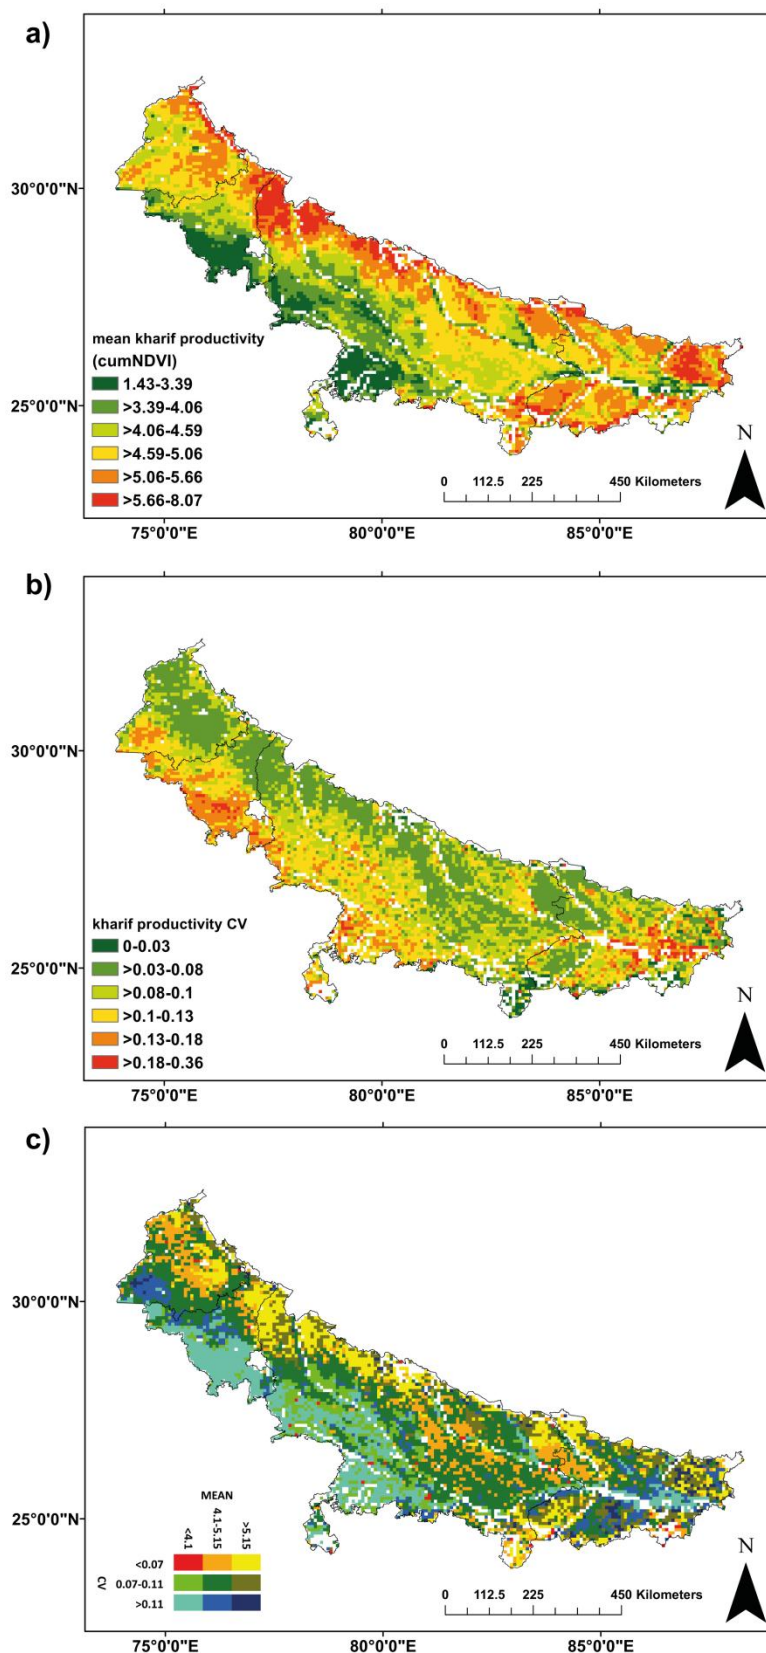 a)
30°0'0"N
25°0'0"N
mean kharif productivity
(cumNDVI)
1.43-3.39
>3.39-4.06
>4.06-4.59
>4.59-5.06
>5.06-5.66
>5.66-8.07
N
0 112.5 225 450 Kilometers
75°0'0"E 80°0'0"E 85°0'0"E
b)
30°0'0"N
25°0'0"N
kharif productivity CV
0-0.03
>0.03-0.08
>0.08-0.1
>0.1-0.13
>0.13-0.18
>0.18-0.36
N
0 112.5 225 450 Kilometers
75°0'0"E 80°0'0"E 85°0'0"E
c)
30°0'0"N
25°0'0"N
MEAN
<4.1 4.1-5.15 >5.15
CV
<0.07
0.07-0.11
>0.11
N
0 112.5 225 450 Kilometers
75°0'0"E 80°0'0"E 85°0'0"E